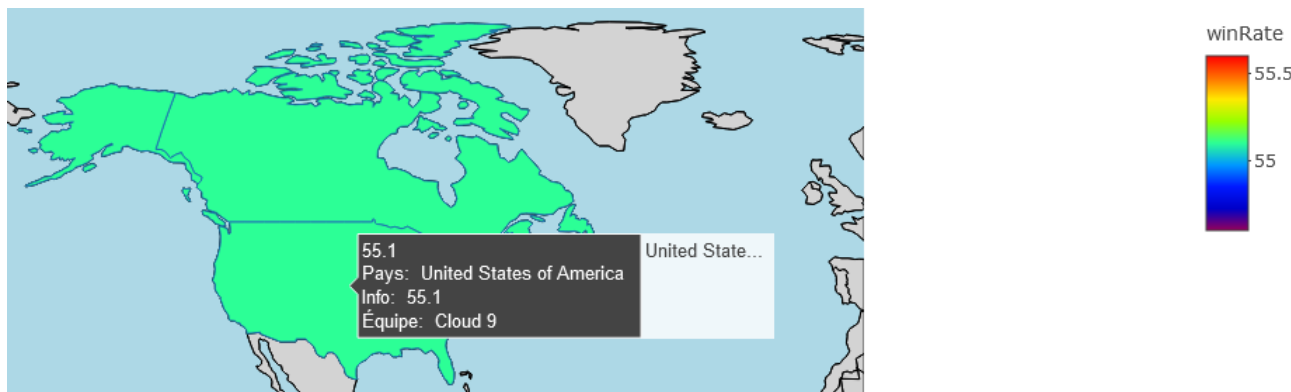 winRate
55.5
55
55.1
Pays: United States of America
Info: 55.1
Équipe: Cloud 9
United State...